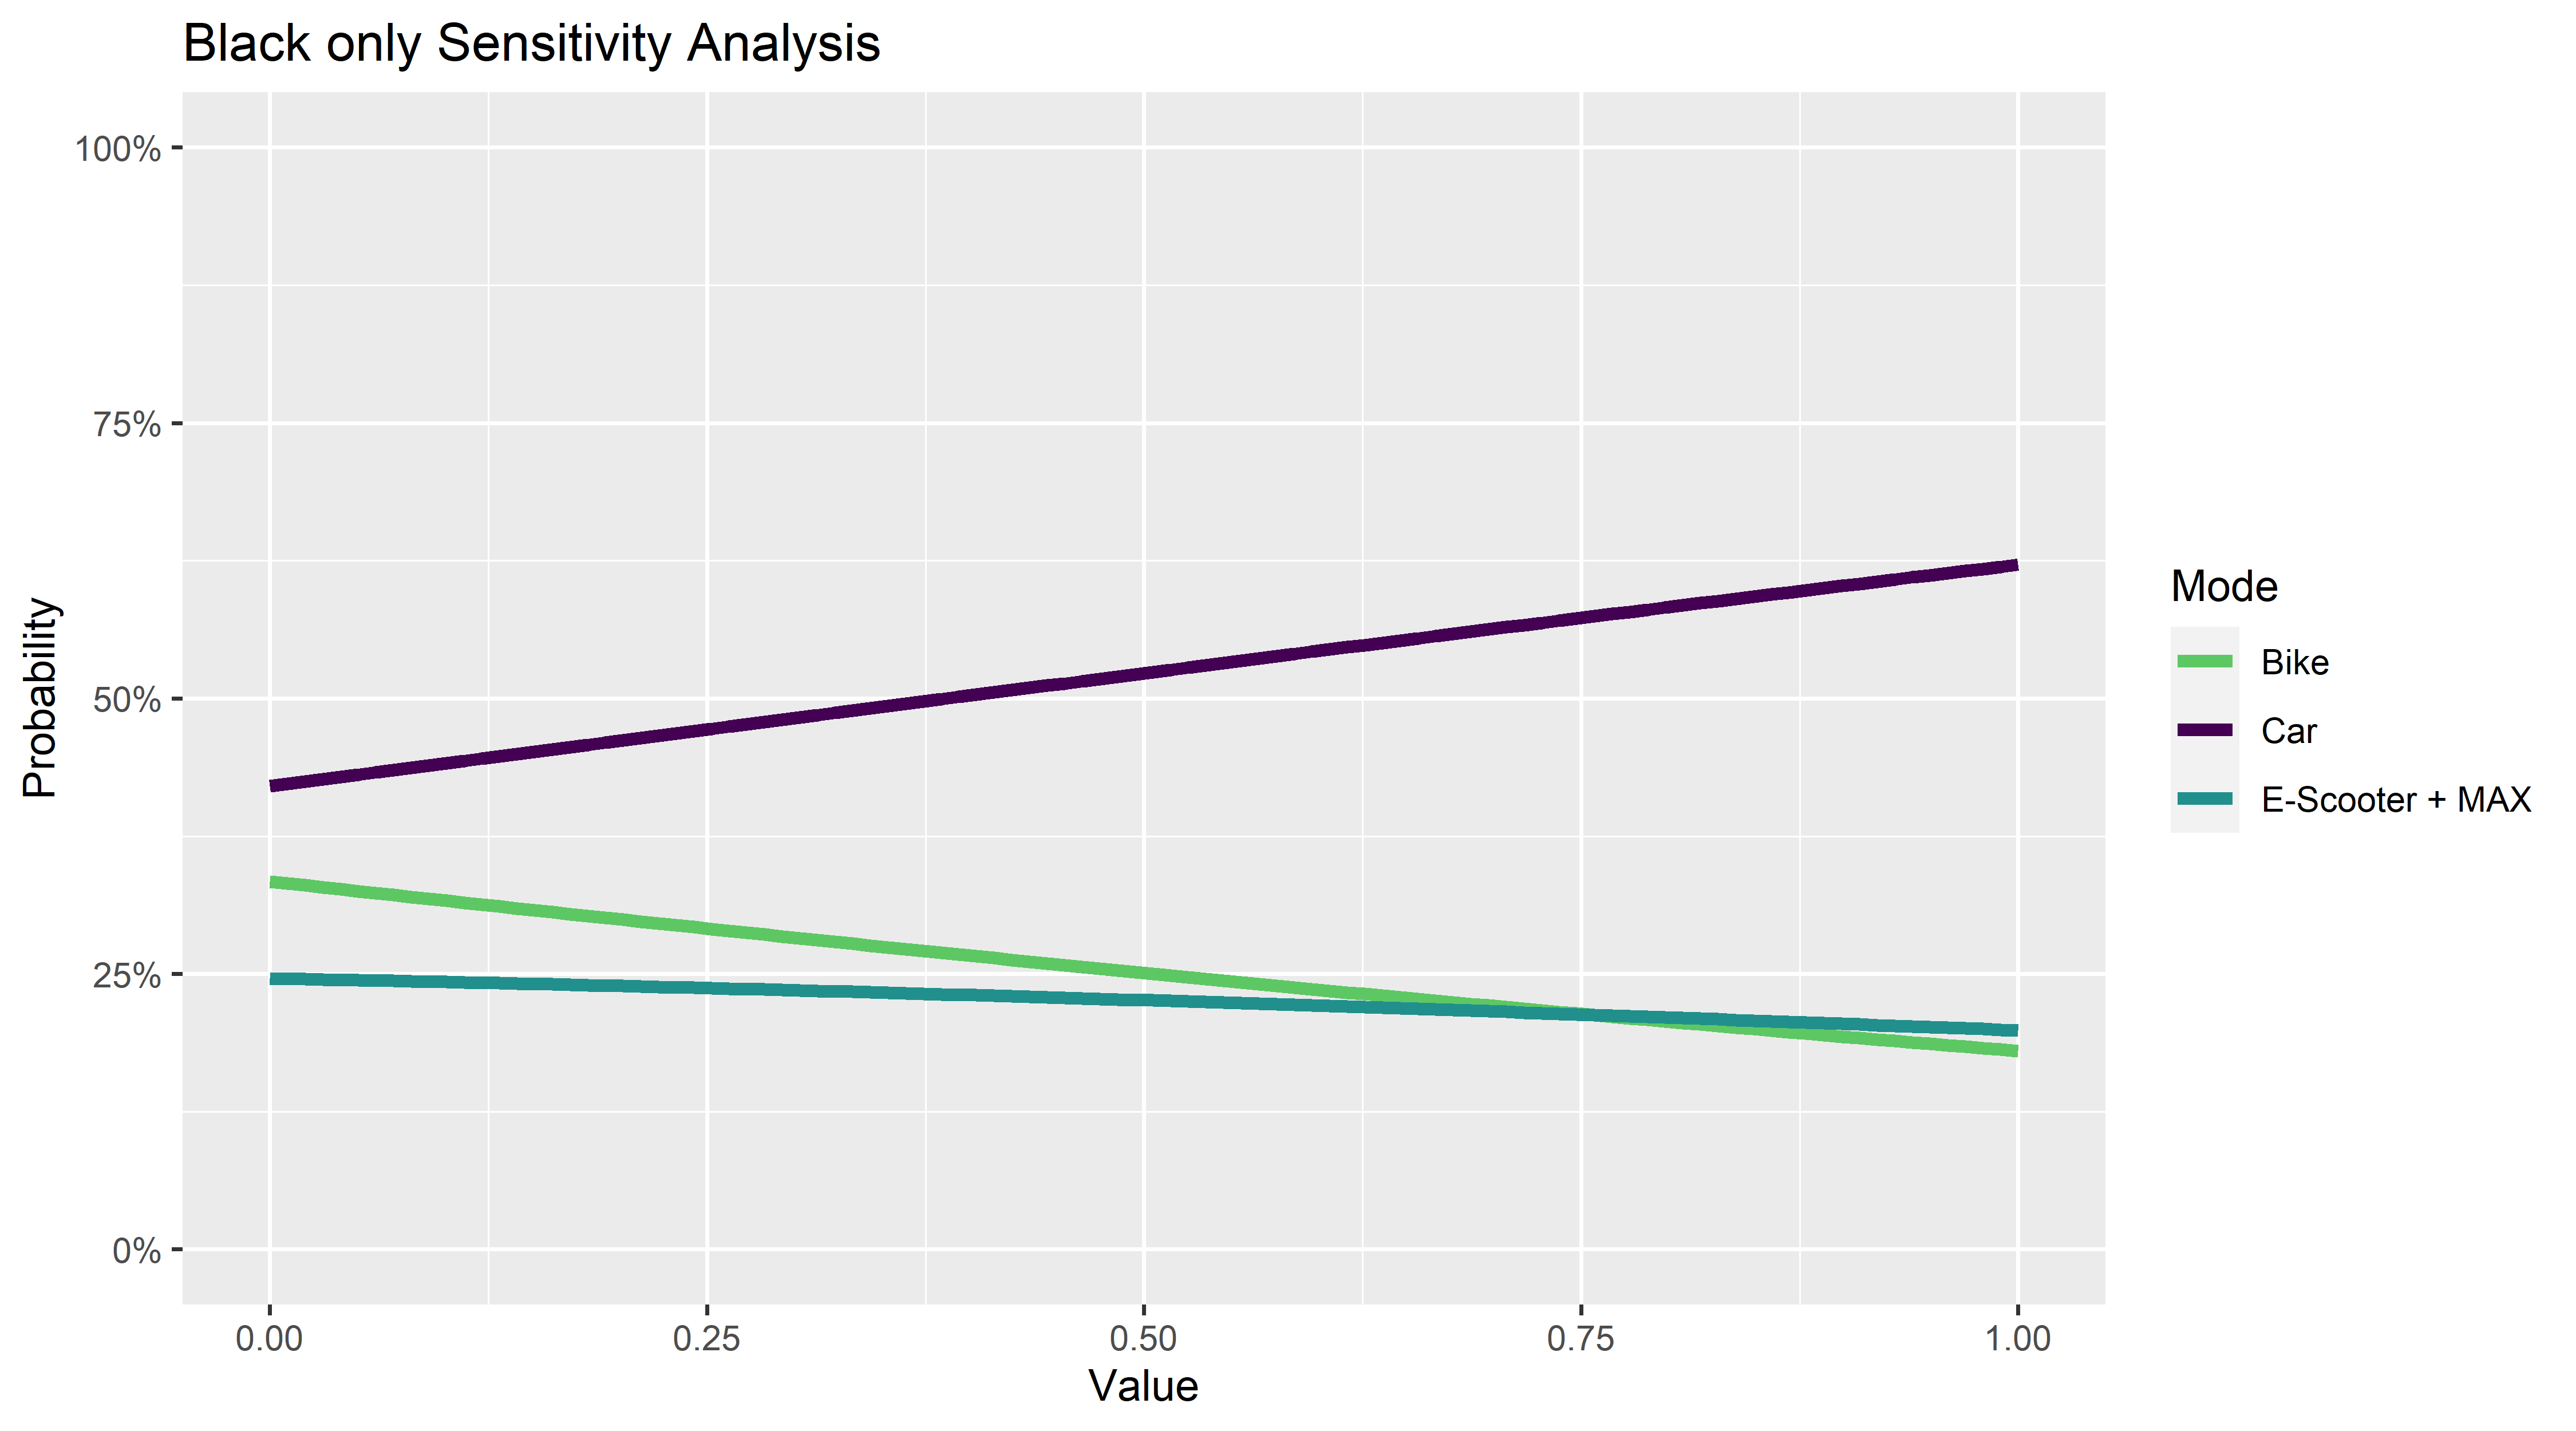 Black only Sensitivity Analysis
100%
75%
50%
25%
0%
Probability
0.00 0.25 0.50 0.75 1.00
Value
Mode
Bike
Car
E-Scooter + MAX